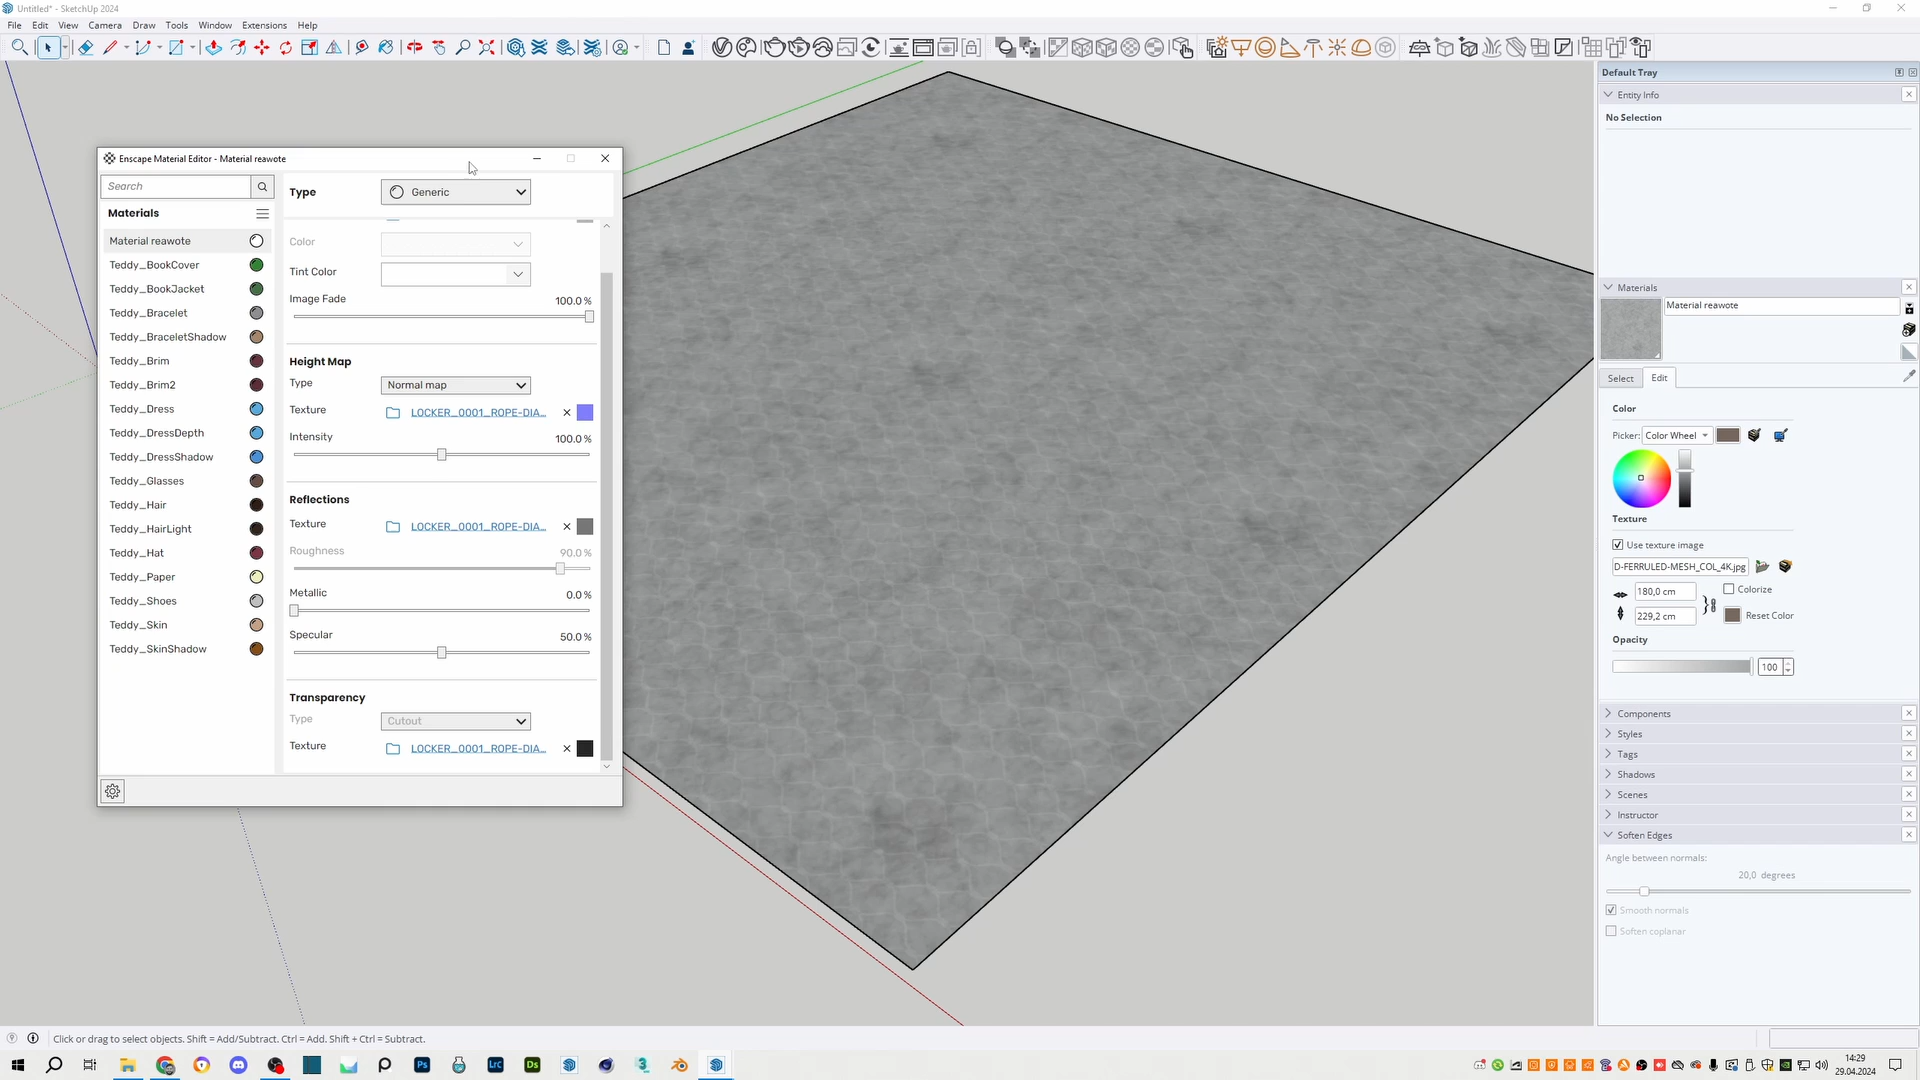 Untitled* - SketchUp 2024
File Edit View Camera Draw Tools Window Extensions Help
Default Tray
Entity Info
No Selection
Enscape Material Editor - Material reawote
Search
Materials
Material reawote
Teddy_BookCover
Teddy_BookJacket
Teddy_Bracelet
Teddy_BraceletShadow
Teddy_Brim
Teddy_Brim2
Teddy_Dress
Teddy_DressDepth
Teddy_DressShadow
Teddy_Glasses
Teddy_Hair
Teddy_HairLight
Teddy_Hat
Teddy_Paper
Teddy_Shoes
Teddy_Skin
Teddy_SkinShadow
Type Generic
Color
Tint Color
Image Fade 100.0 %
Height Map
Type Normal map
Texture LOCKER_0001_ROPE-DIA...
Intensity 100.0 %
Reflections
Texture LOCKER_0001_ROPE-DIA...
Roughness 90.0 %
Metallic 0.0 %
Specular 50.0 %
Transparency
Type Cutout
Texture LOCKER_0001_ROPE-DIA...
Materials
Material reawote
Select Edit
Color
Picker: Color Wheel
Texture
Use texture image
D-FERRULED-MESH_COL_4K.jpg
180,0 cm Colorize
229,2 cm Reset Color
Opacity
100
Components
Styles
Tags
Shadows
Scenes
Instructor
Soften Edges
Angle between normals:
20,0 degrees
Smooth normals
Soften coplanar
Click or drag to select objects. Shift = Add/Subtract. Ctrl = Add. Shift + Ctrl = Subtract.
Ps
Lrc
Ds
14:29
29.04.2024